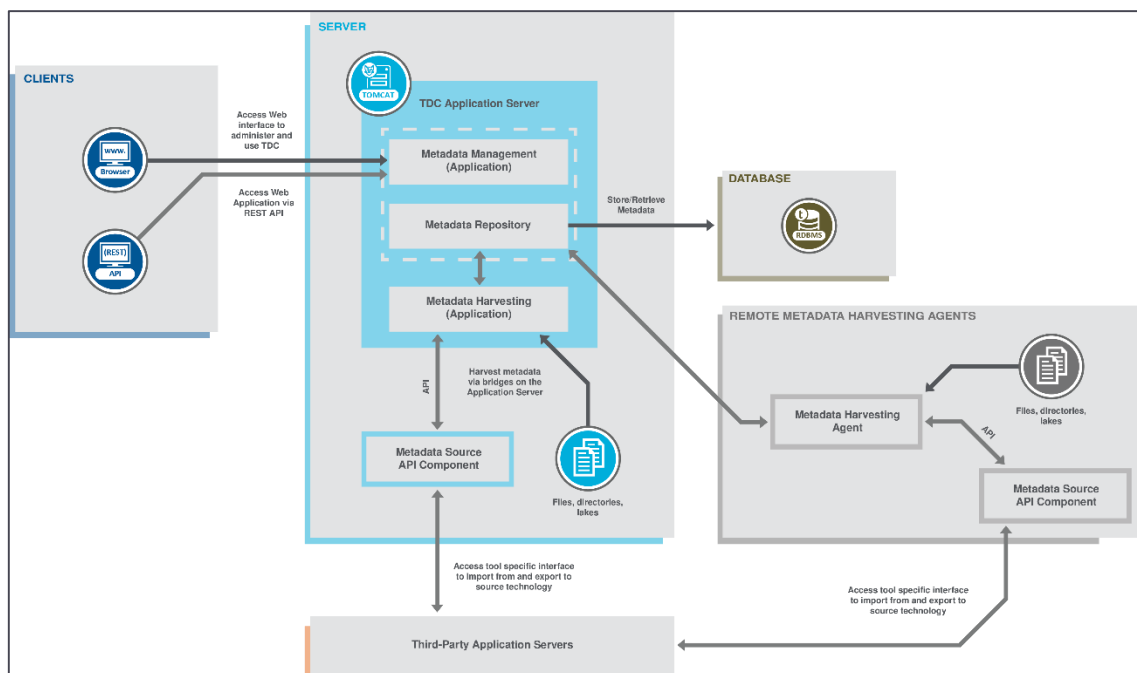 SERVER
CLIENTS
TOMCAT
TDC Application Server
Access Web
interface to
administer and
use TDC
www.
Browser
Metadata Management
(Application)
Access Web
Application via
REST API
(REST)
API
Metadata Repository
Store/Retrieve
Metadata
DATABASE
t
RDBMS
Metadata Harvesting
(Application)
REMOTE METADATA HARVESTING AGENTS
API
Harvest metadata
via bridges on the
Application Server
Files, directories,
lakes
Metadata Harvesting
Agent
API
Metadata Source
API Component
Files, directories,
lakes
Metadata Source
API Component
Access tool specific interface
to import from and export to
source technology
Access tool specific interface
to import from and export to
source technology
Third-Party Application Servers